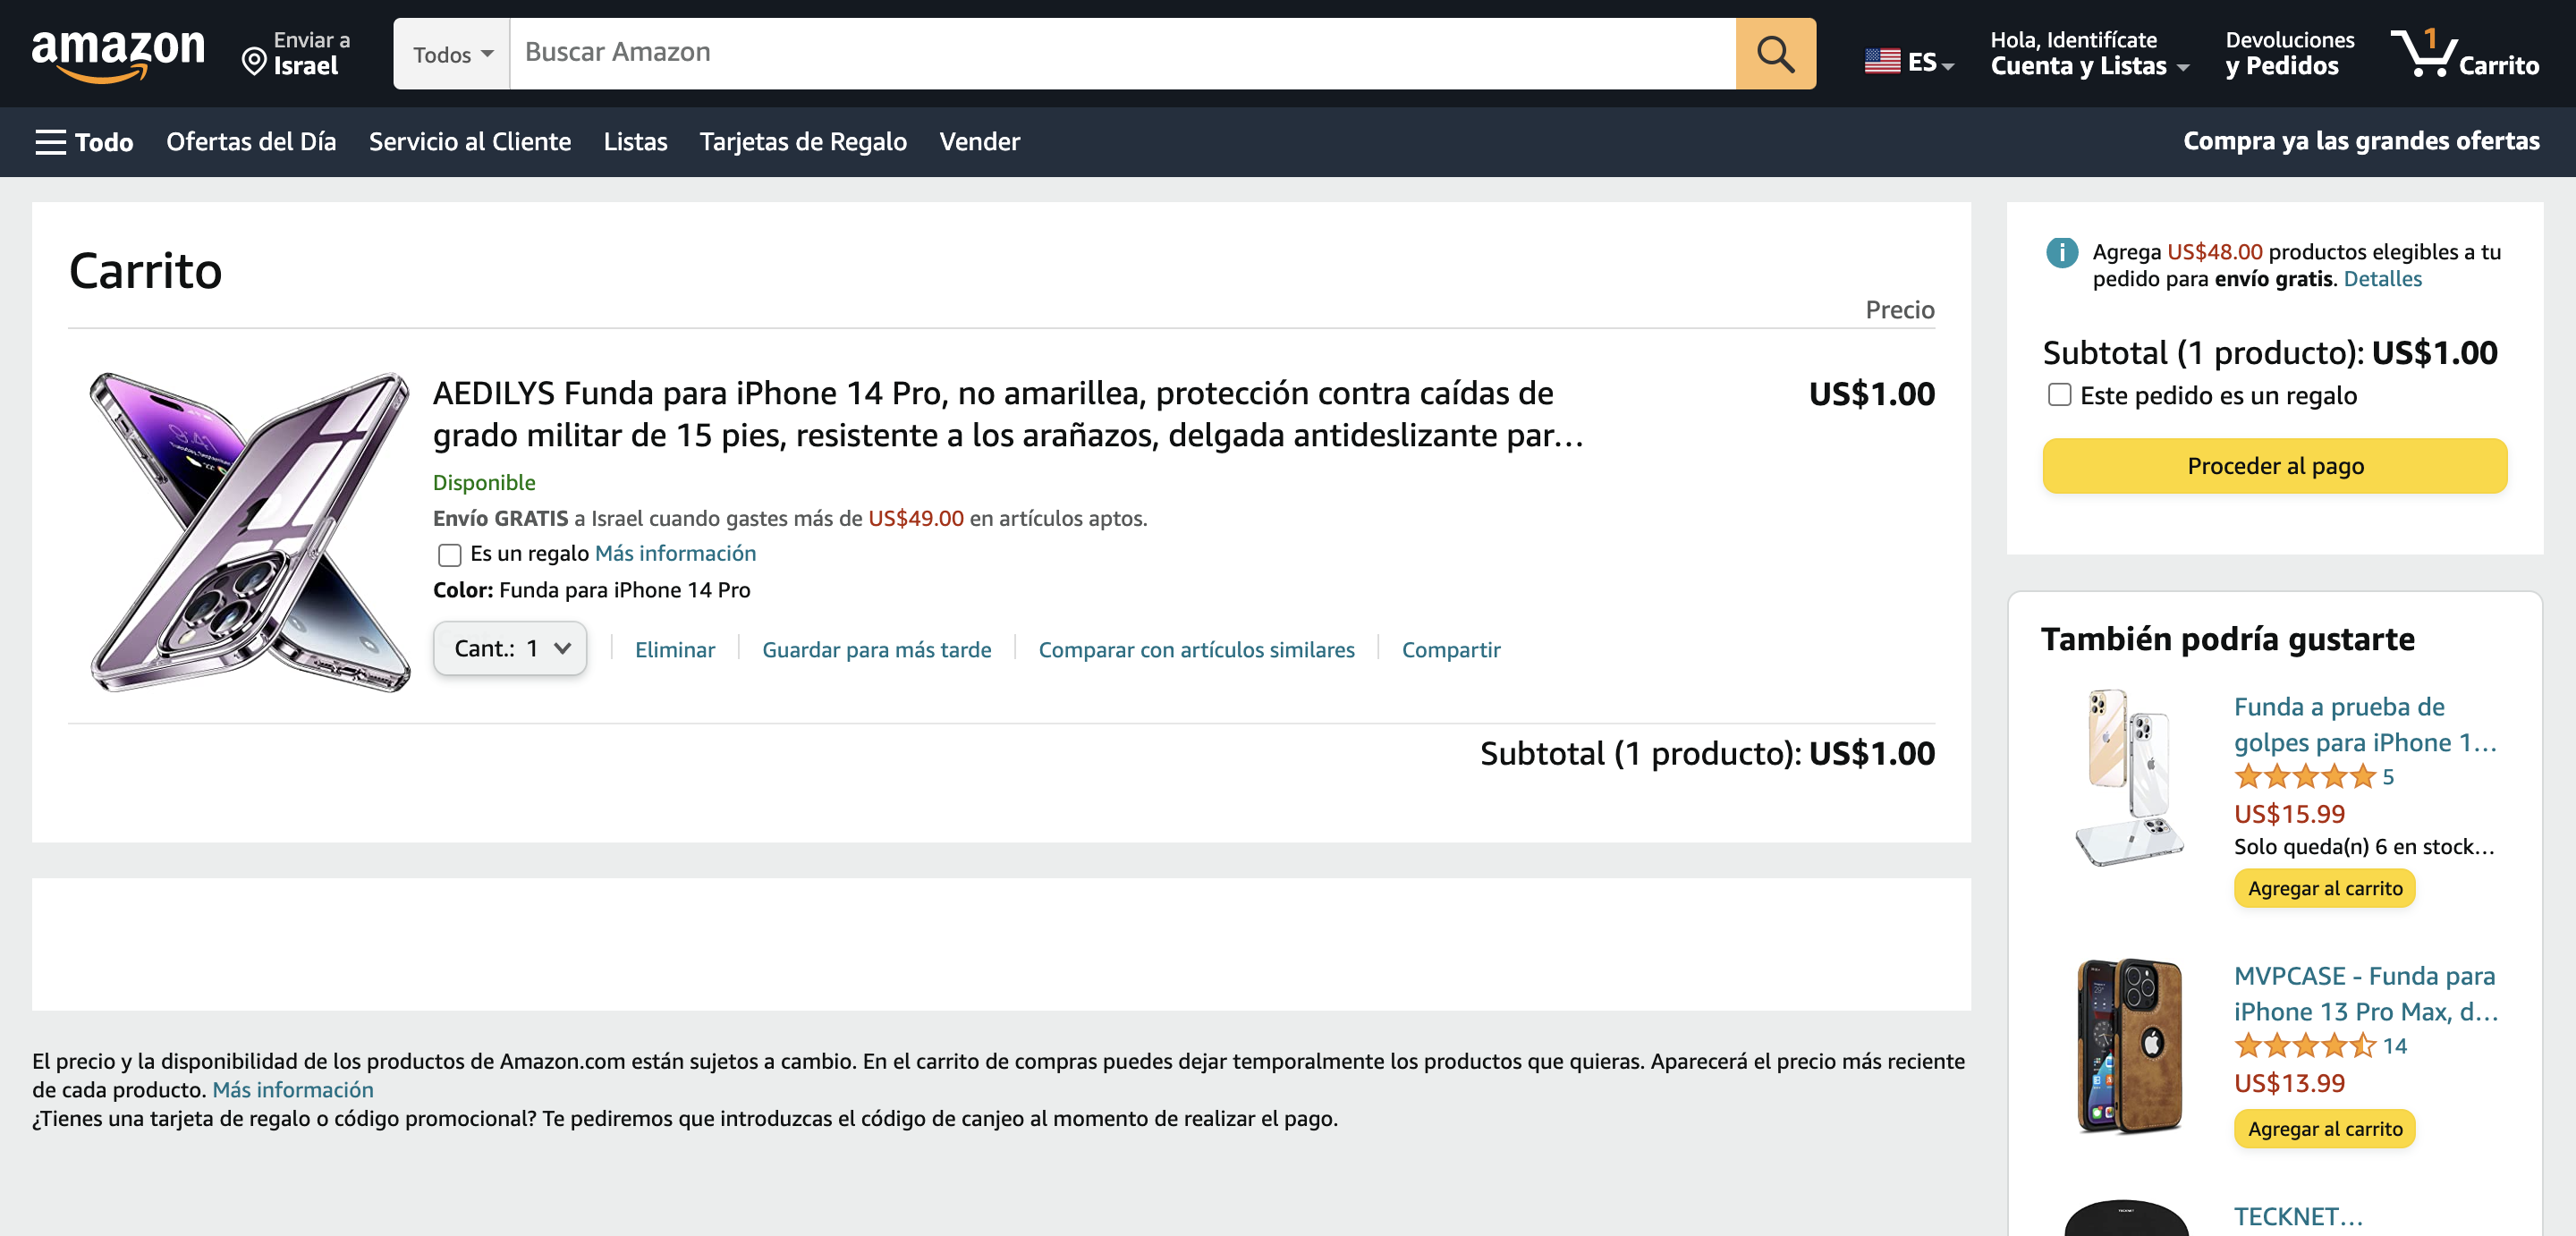 amazon
Enviar a
Israel
Todos
Buscar Amazon
ES
Hola, Identifícate
Cuenta y Listas
Devoluciones
y Pedidos
1
Carrito
Todo
Ofertas del Día
Servicio al Cliente
Listas
Tarjetas de Regalo
Vender
Compra ya las grandes ofertas
Carrito
Precio
AEDILYS Funda para iPhone 14 Pro, no amarillea, protección contra caídas de
grado militar de 15 pies, resistente a los arañazos, delgada antideslizante par…
US$1.00
Disponible
Envío GRATIS a Israel cuando gastes más de US$49.00 en artículos aptos.
Es un regalo Más información
Color: Funda para iPhone 14 Pro
Cant.: 1
Eliminar
Guardar para más tarde
Comparar con artículos similares
Compartir
Subtotal (1 producto): US$1.00
El precio y la disponibilidad de los productos de Amazon.com están sujetos a cambio. En el carrito de compras puedes dejar temporalmente los productos que quieras. Aparecerá el precio más reciente
de cada producto. Más información
¿Tienes una tarjeta de regalo o código promocional? Te pediremos que introduzcas el código de canjeo al momento de realizar el pago.
Agrega US$48.00 productos elegibles a tu
pedido para envío gratis. Detalles
Subtotal (1 producto): US$1.00
Este pedido es un regalo
Proceder al pago
También podría gustarte
Funda a prueba de
golpes para iPhone 1…
5
US$15.99
Solo queda(n) 6 en stock…
Agregar al carrito
MVPCASE - Funda para
iPhone 13 Pro Max, d…
14
US$13.99
Agregar al carrito
TECKNET…